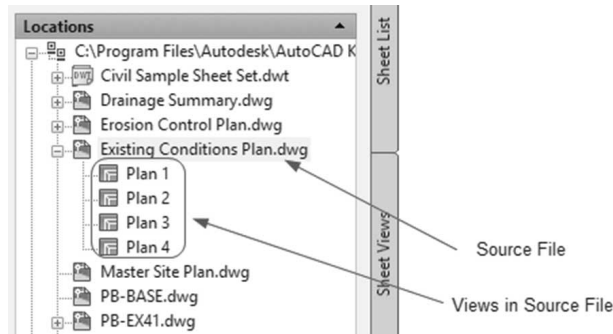 Locations
C:\Program Files\Autodesk\AutoCAD K
Civil Sample Sheet Set.dwt
Drainage Summary.dwg
Erosion Control Plan.dwg
Existing Conditions Plan.dwg
Plan 1
Plan 2
Plan 3
Plan 4
Master Site Plan.dwg
PB-BASE.dwg
PB-EX41.dwg
Sheet List
Sheet Views
Source File
Views in Source File